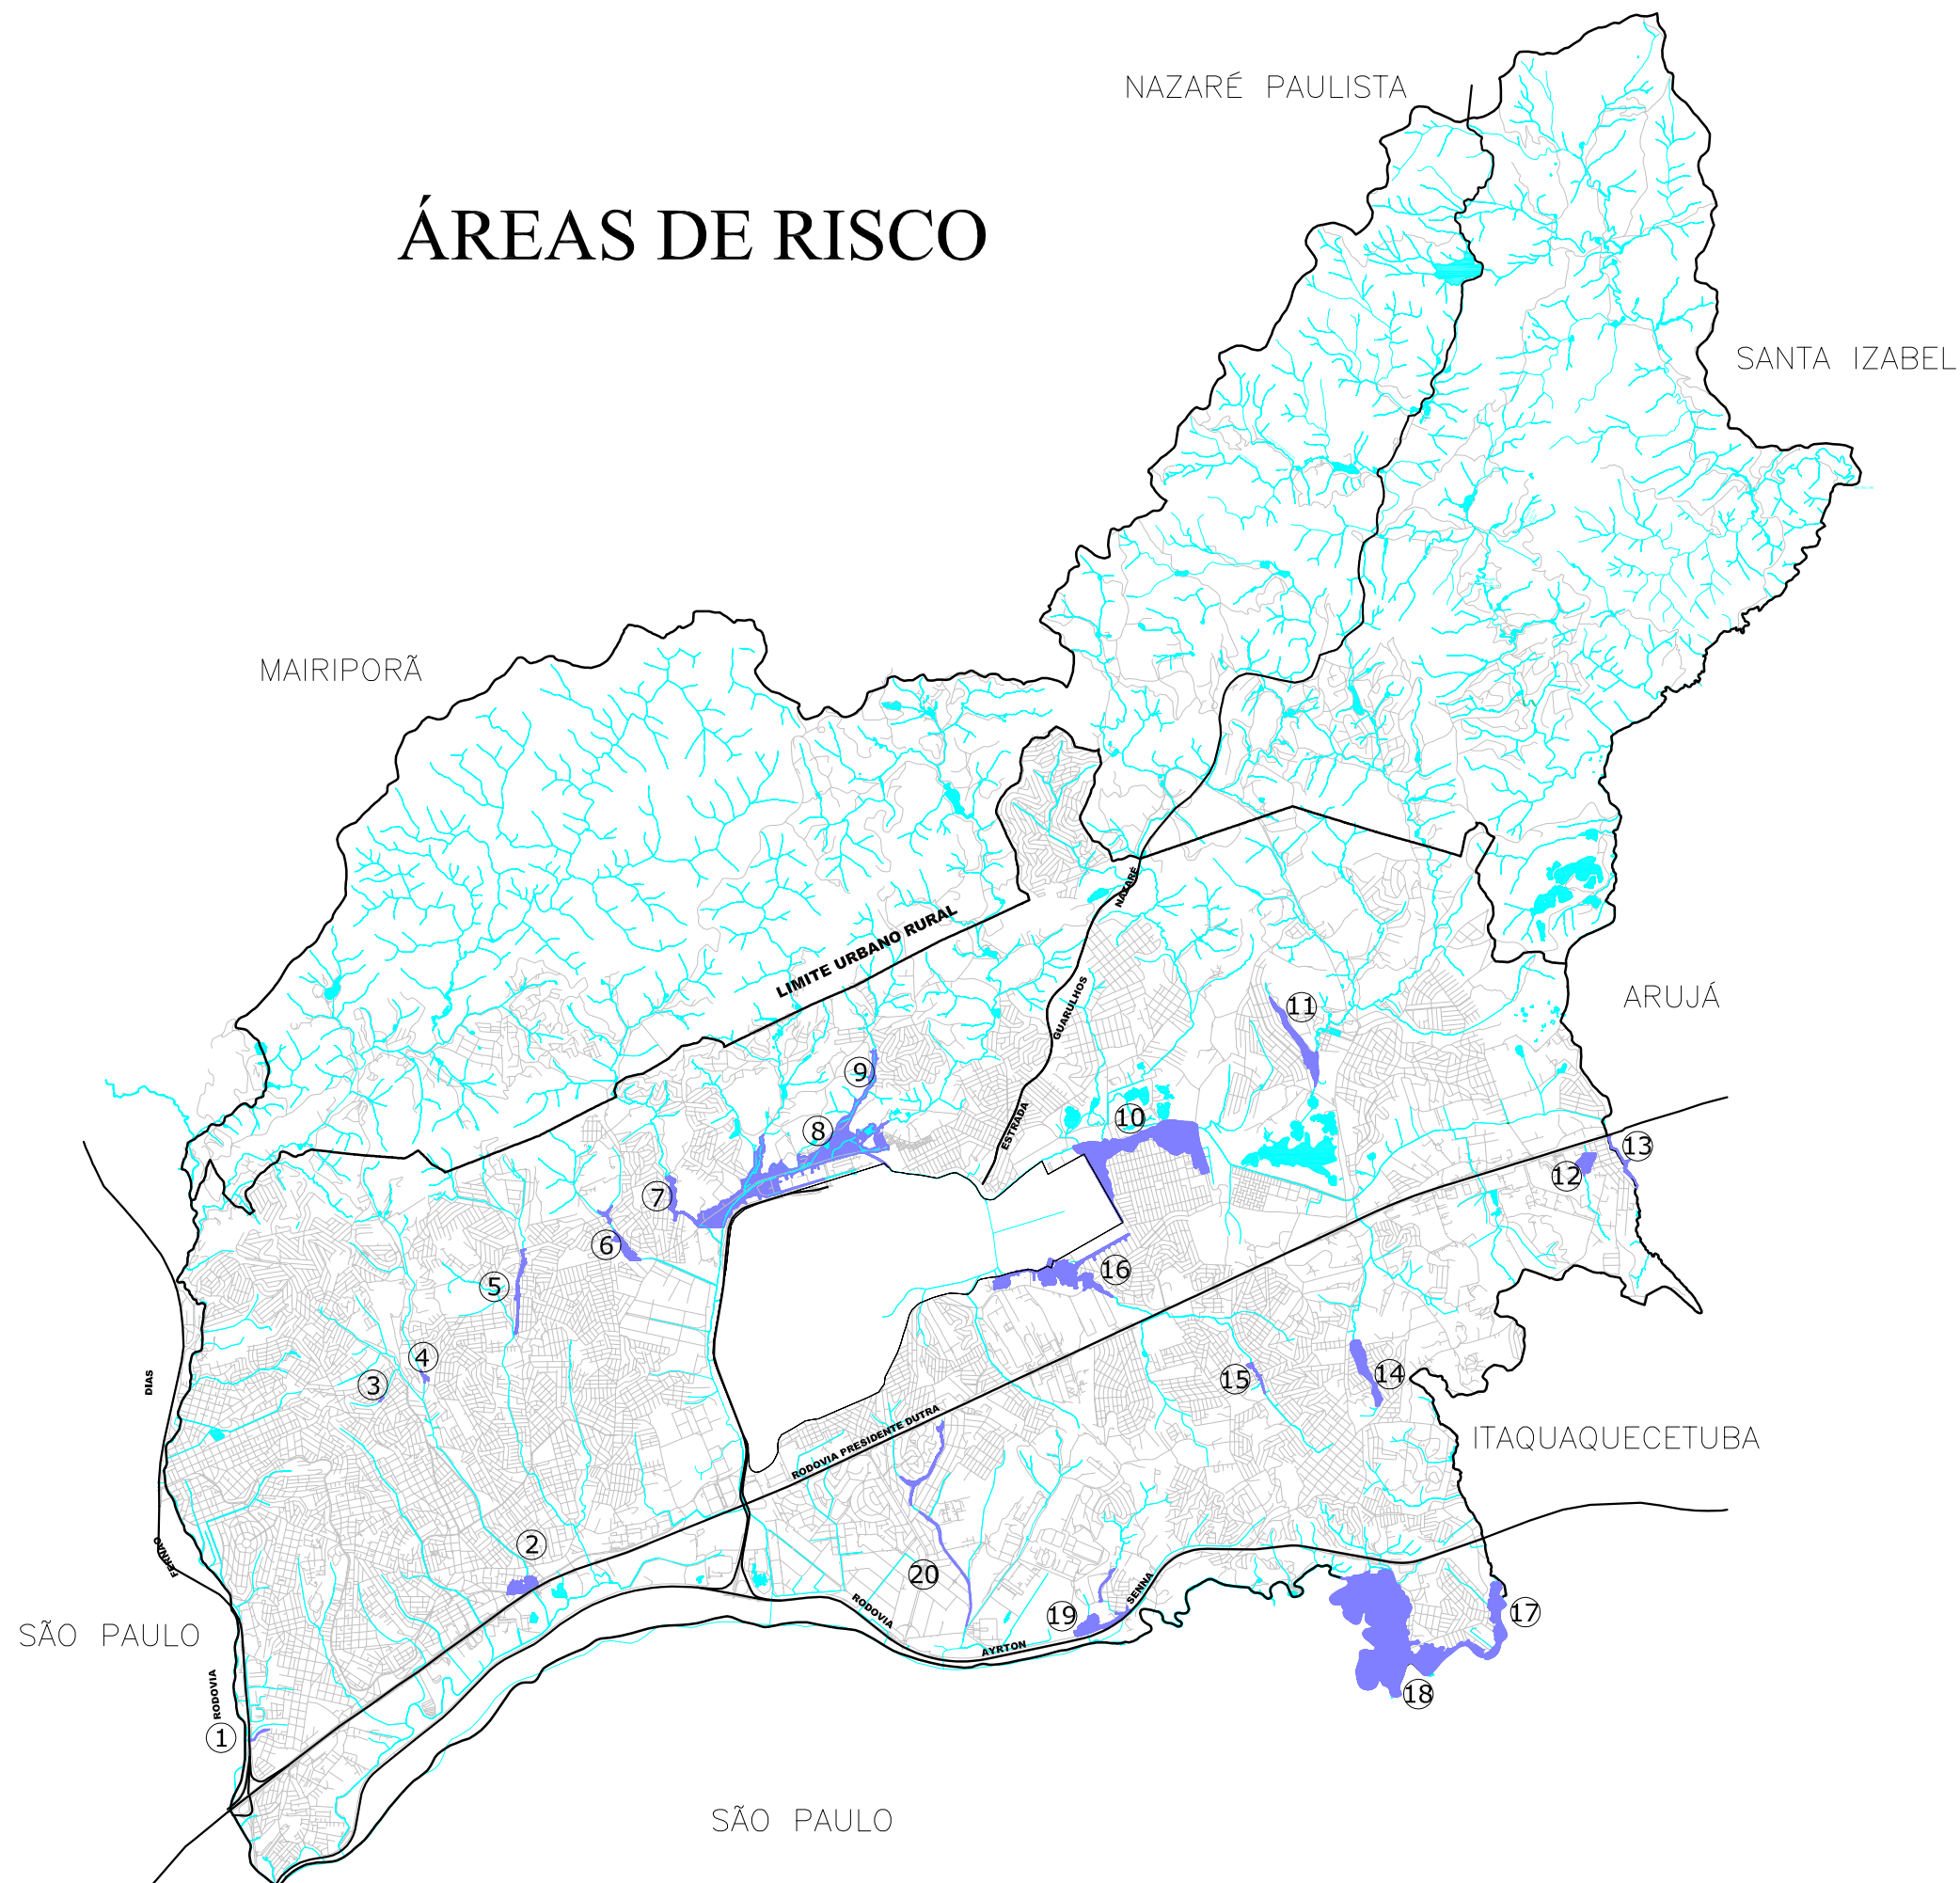 NAZARÉ PAULISTA
ÁREAS DE RISCO
SANTA IZABEL
MAIRIPORÃ
NAZARÉ
LIMITE URBANO RURAL
GUARULHOS
ARUJÁ
11
9
10
ESTRADA
8
13
12
7
6
16
5
4
3
DIAS
15
14
RODOVIA PRESIDENTE DUTRA
ITAQUAQUECETUBA
2
FERNÃO
20
SENNA
RODOVIA
19
17
SÃO PAULO
AYRTON
RODOVIA
18
1
SÃO PAULO